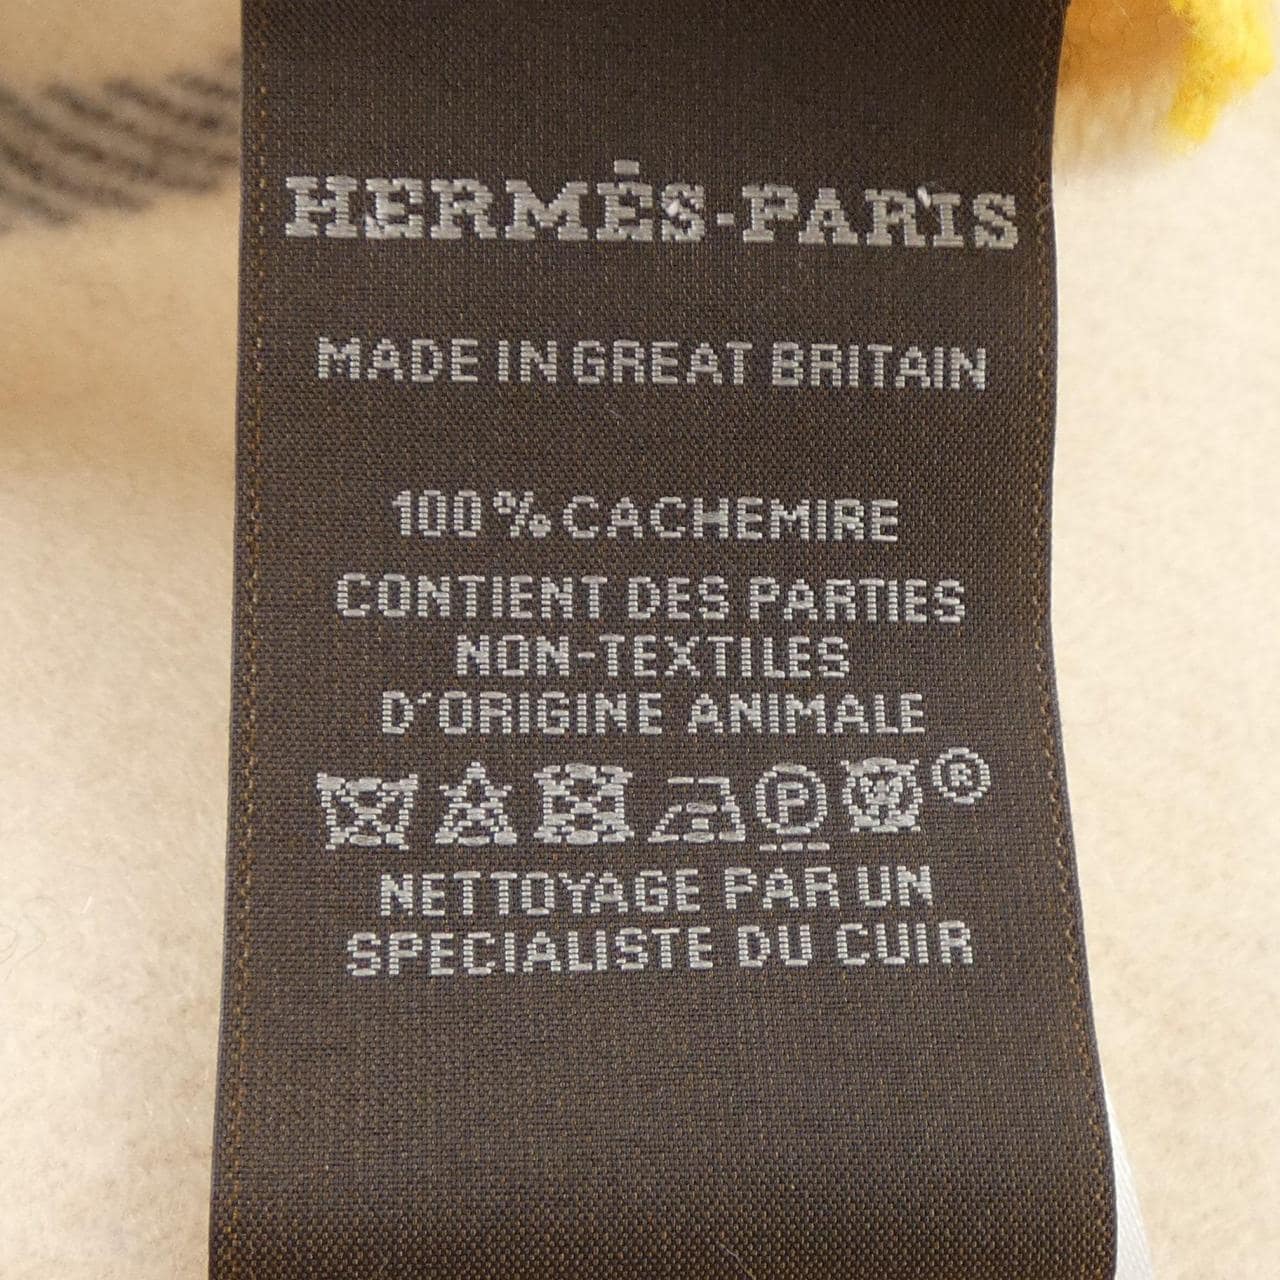 HERMÈS-PARIS
MADE IN GREAT BRITAIN
100% CACHEMIRE
CONTIENT DES PARTIES
NON-TEXTILES
D'ORIGINE ANIMALE
P W ®
NETTOYAGE PAR UN
SPECIALISTE DU CUIR